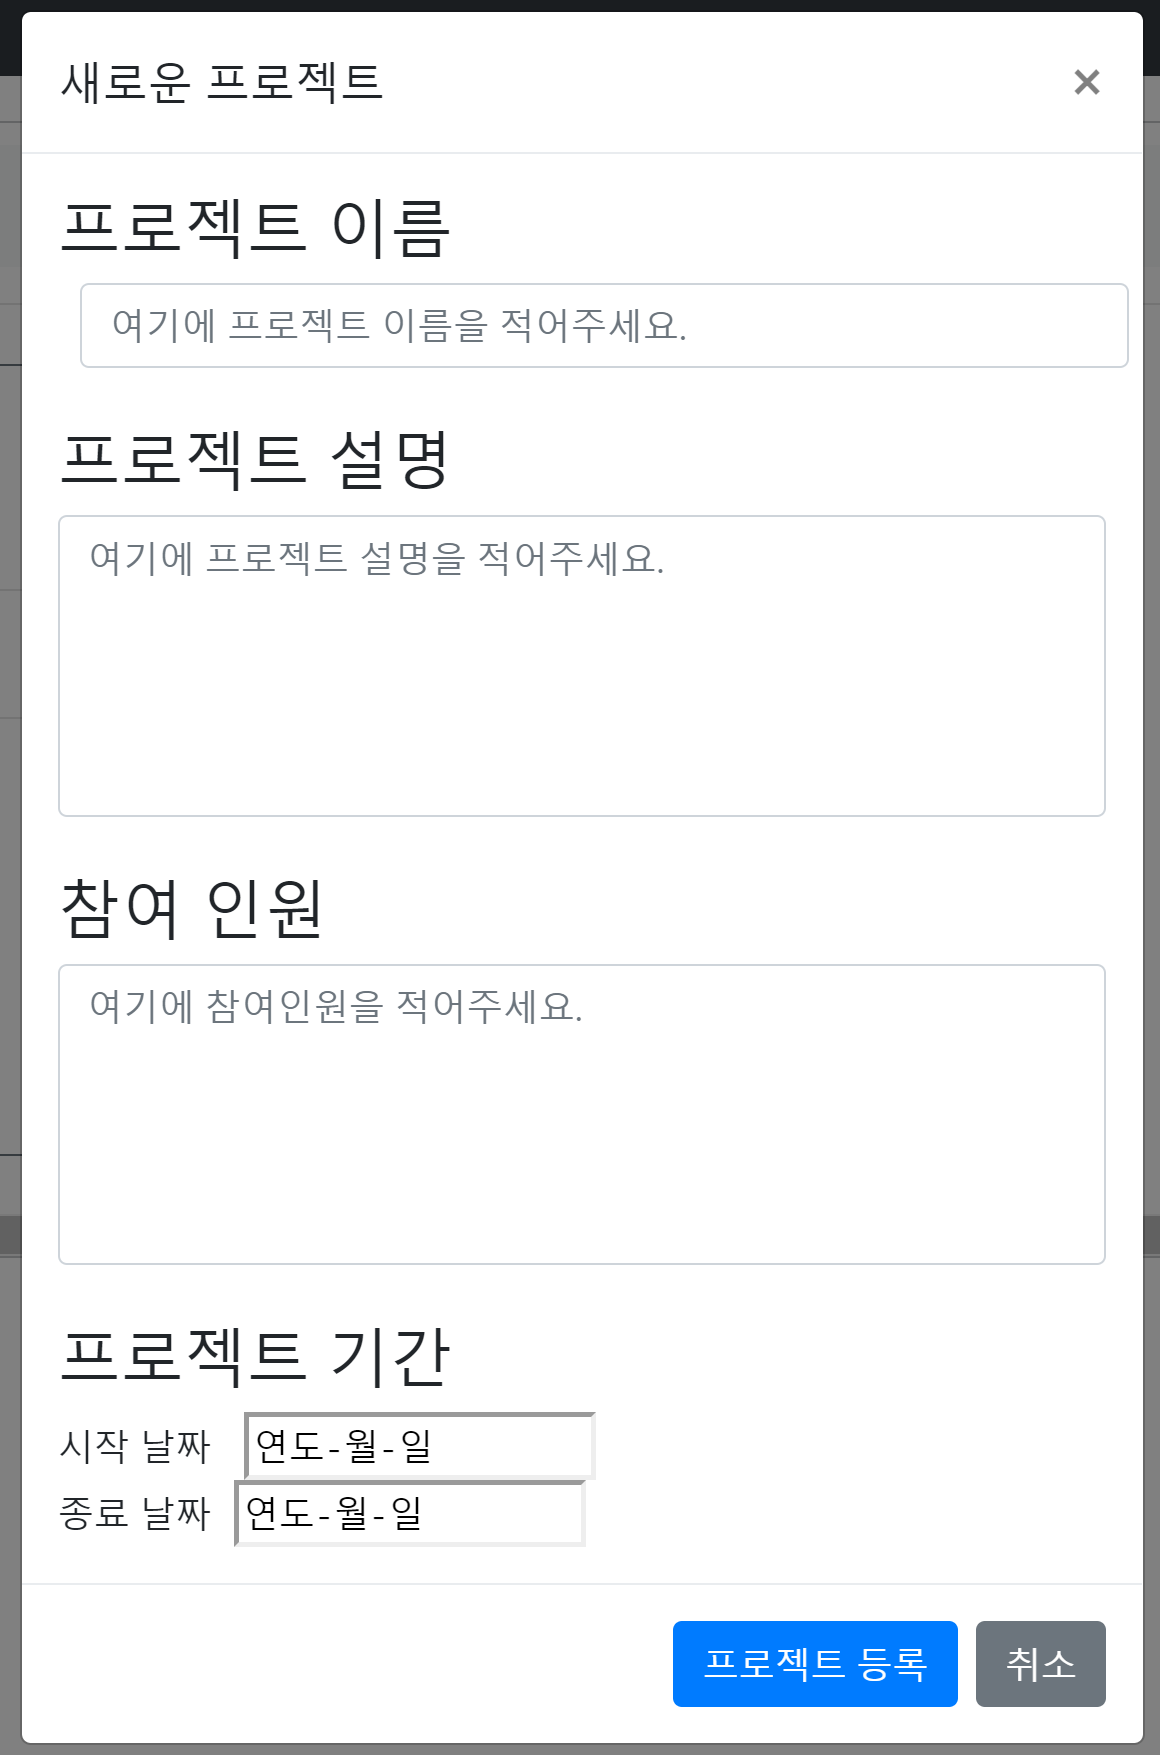 새로운 프로젝트 ×
프로젝트 이름
여기에 프로젝트 이름을 적어주세요.
프로젝트 설명
여기에 프로젝트 설명을 적어주세요.
참여 인원
여기에 참여인원을 적어주세요.
프로젝트 기간
시작 날짜 연도-월-일
종료 날짜 연도-월-일
프로젝트 등록 취소